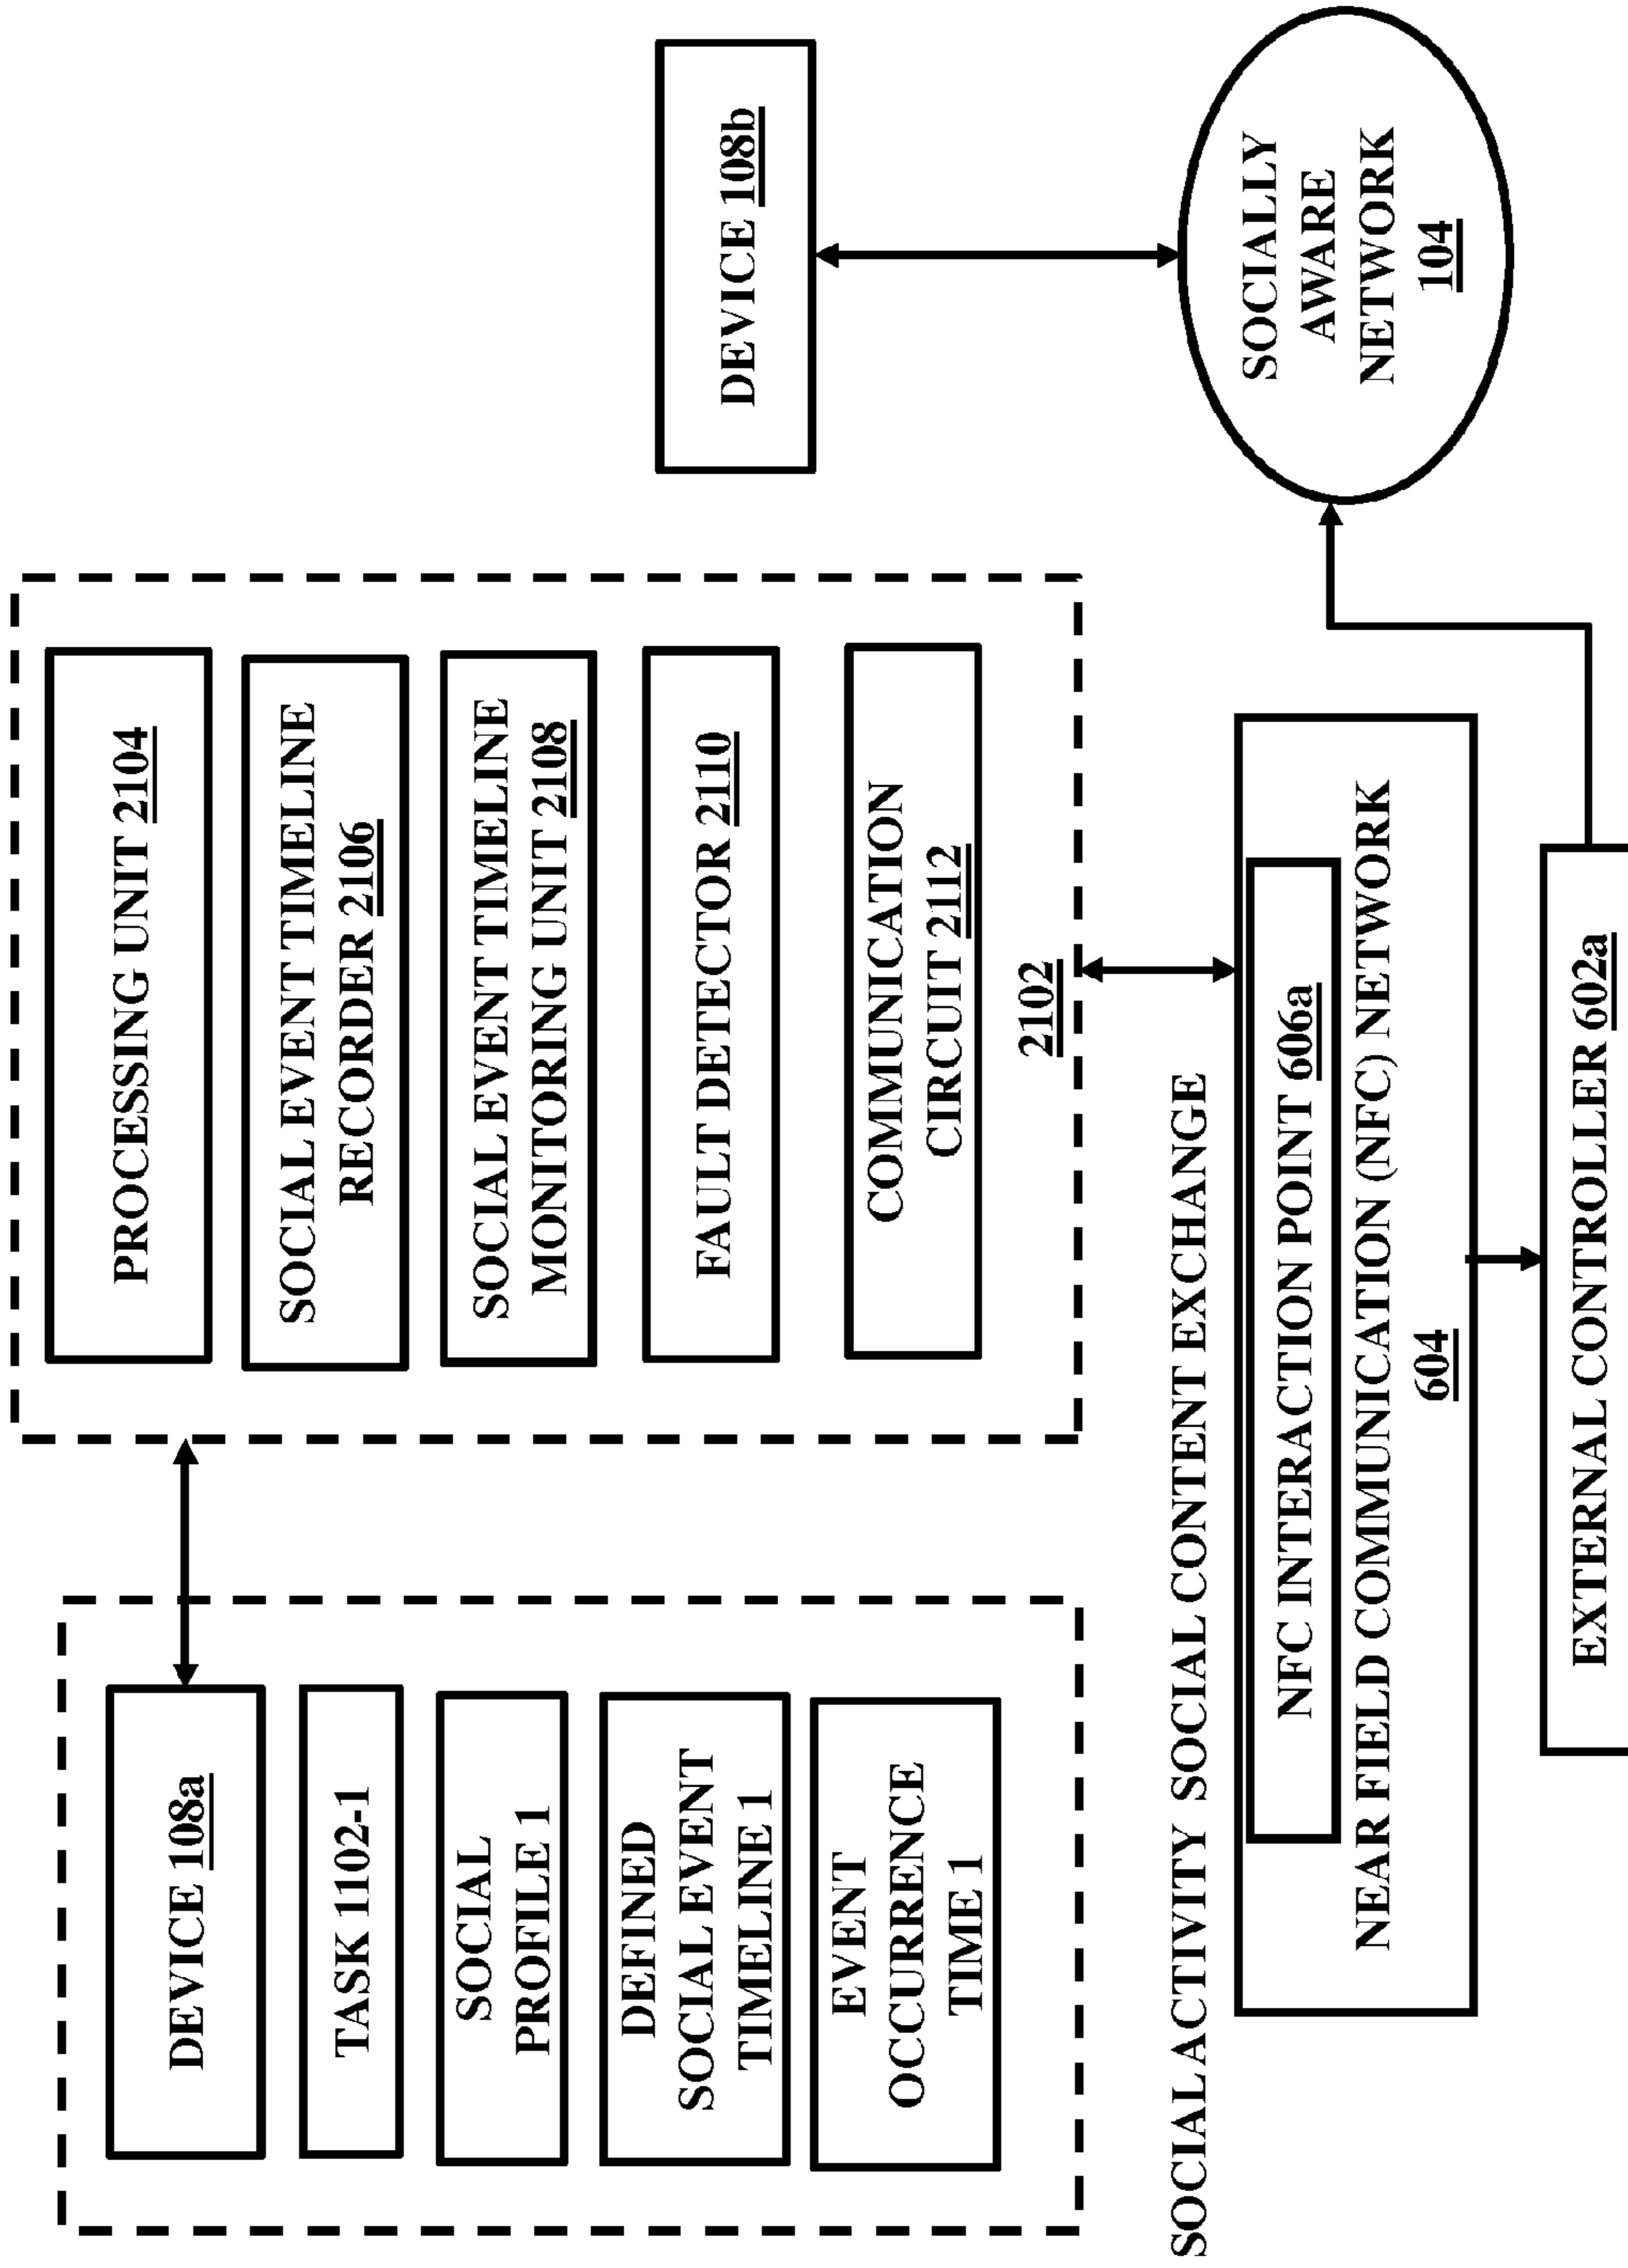 DEVICE 108a
TASK 1102-1
SOCIAL
PROFILE 1
DEFINED
SOCIAL EVENT
TIMELINE 1
EVENT
OCCURRENCE
TIME 1
PROCESSING UNIT 2104
SOCIAL EVENT TIMELINE
RECORDER 2106
SOCIAL EVENT TIMELINE
MONITORING UNIT 2108
FAULT DETECTOR 2110
COMMUNICATION
CIRCUIT 2112
2102
DEVICE 108b
SOCIALLY
AWARE
NETWORK
104
SOCIAL ACTIVITY SOCIAL CONTENT EXCHANGE
NFC INTERACTION POINT 606a
NEAR FIELD COMMUNICATION (NFC) NETWORK
604
EXTERNAL CONTROLLER 602a